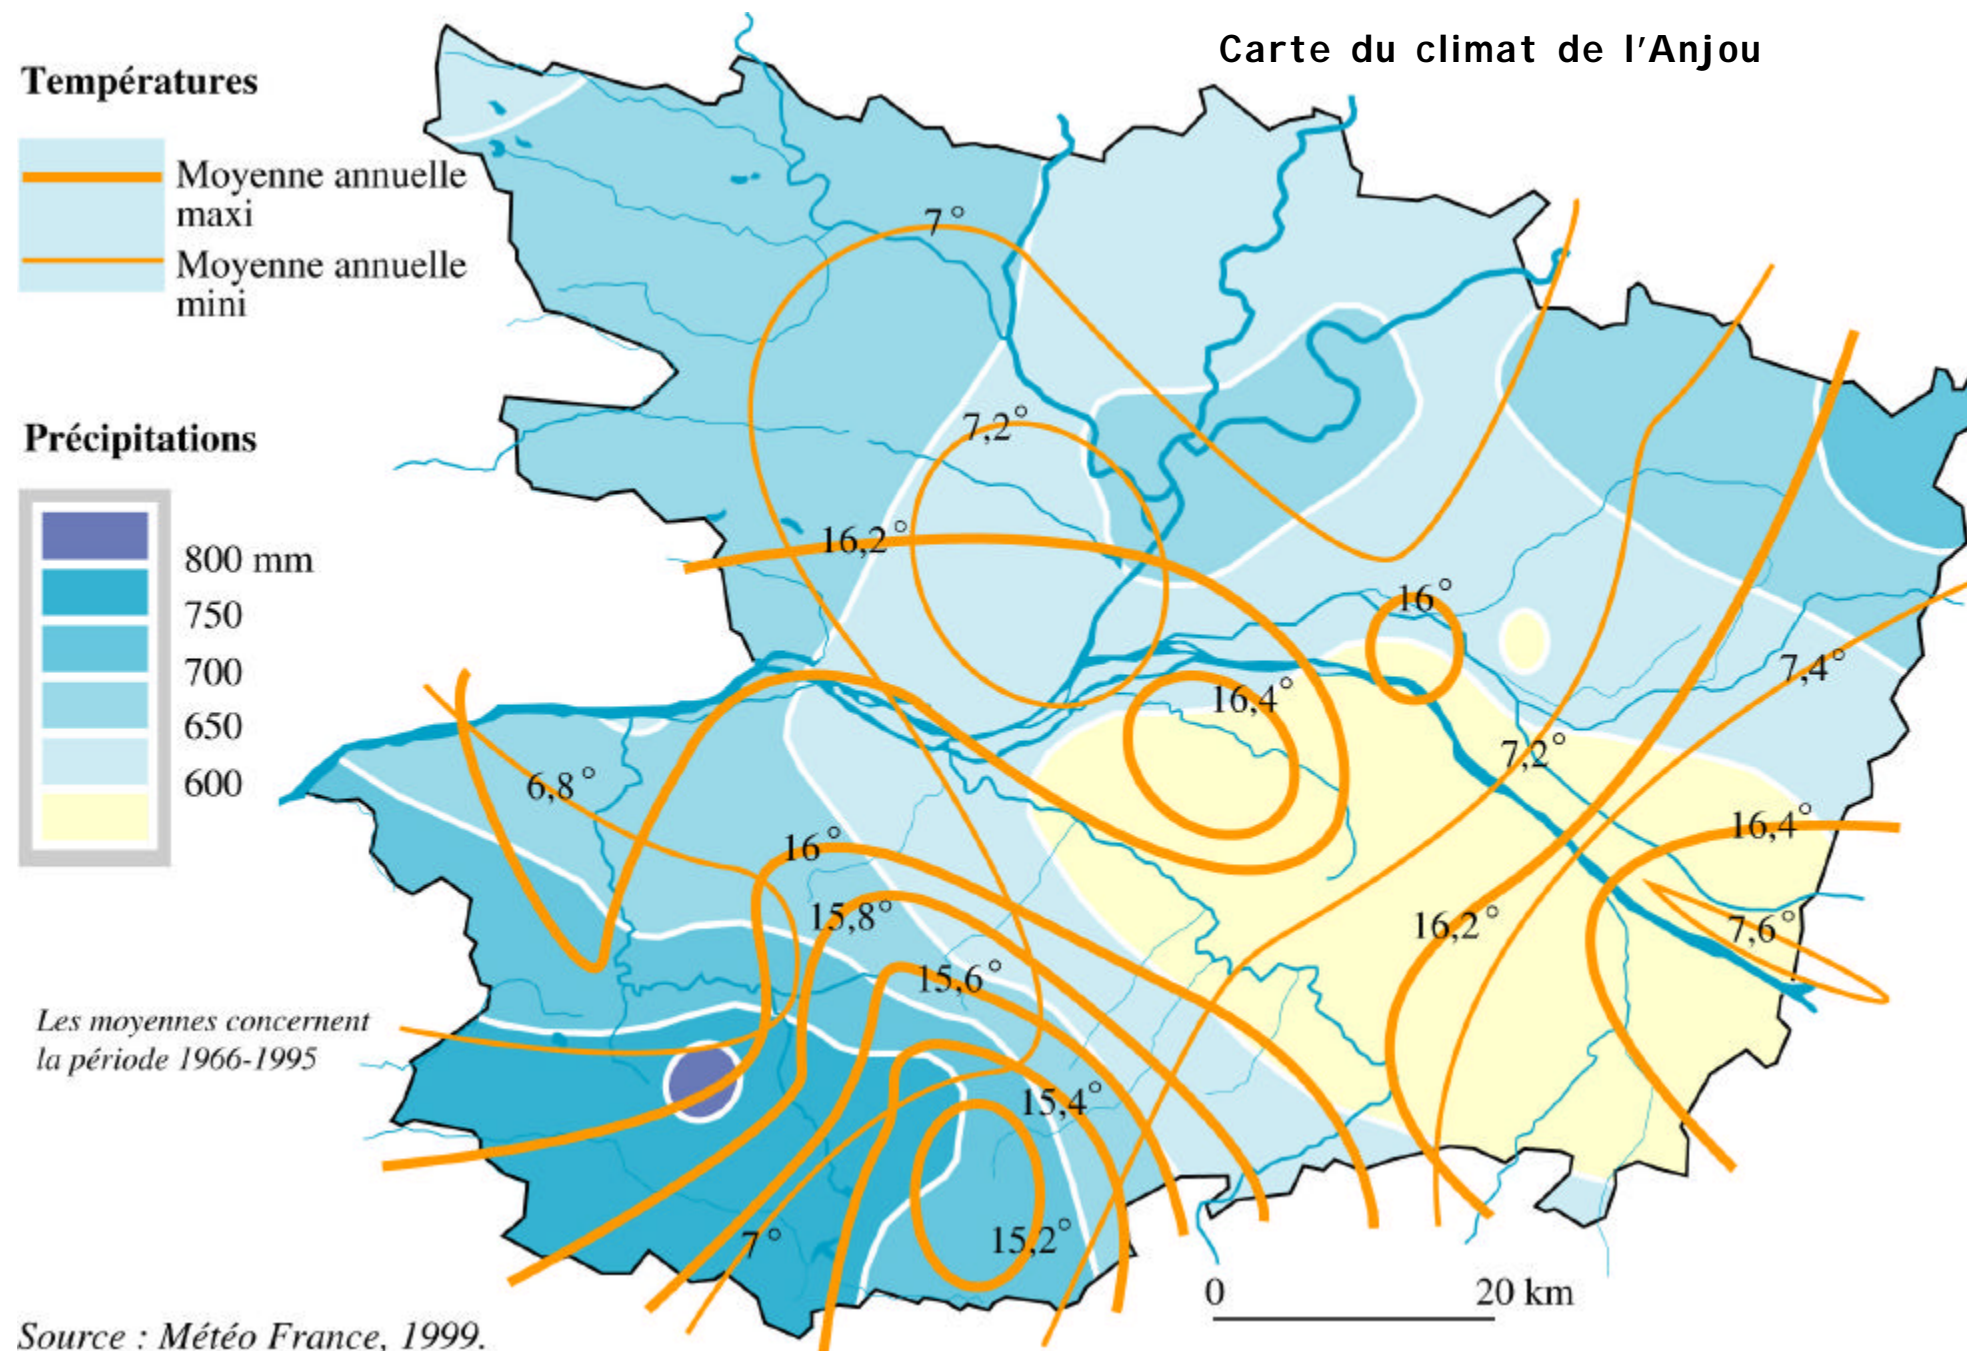 Carte du climat de l'Anjou
Températures
Moyenne annuelle
maxi
Moyenne annuelle
mini
Précipitations
800 mm
750
700
650
600
Les moyennes concernent
la période 1966-1995
Source : Météo France, 1999.
7°
7,2°
16,2°
16°
7,4°
16,4°
7,2°
6,8°
16,4°
16°
15,8°
16,2°
7,6°
15,6°
15,4°
15,2°
7°
0 20 km